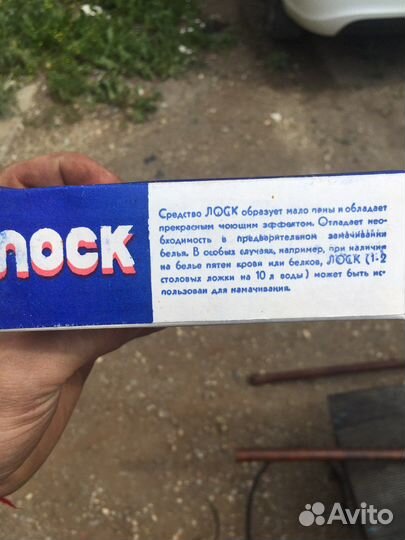 ЛОСК
Средство ЛОСК образует мало пены и обладает
прекрасным моющим эффектом. Отпадает нео-
бходимость в предварительном замачивании
белья. В особых случаях, например, при наличии
на белье пятен крови или белков, ЛОСК (1-2
столовых ложки на 10 л воды) может быть ис-
пользован для намачивания.
Avito